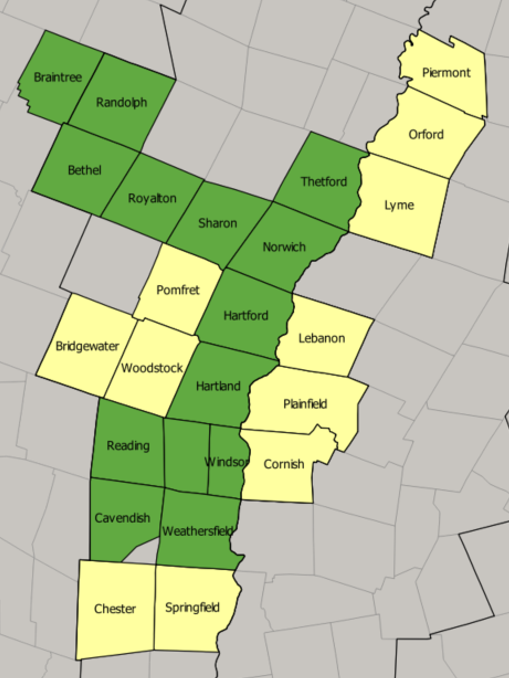 Piermont
Braintree
Randolph
Orford
Bethel
Thetford
Royalton
Lyme
Sharon
Norwich
Pomfret
Hartford
Lebanon
Bridgewater
Woodstock
Hartland
Plainfield
Reading
Windsor
Cornish
Cavendish
Weathersfield
Chester
Springfield